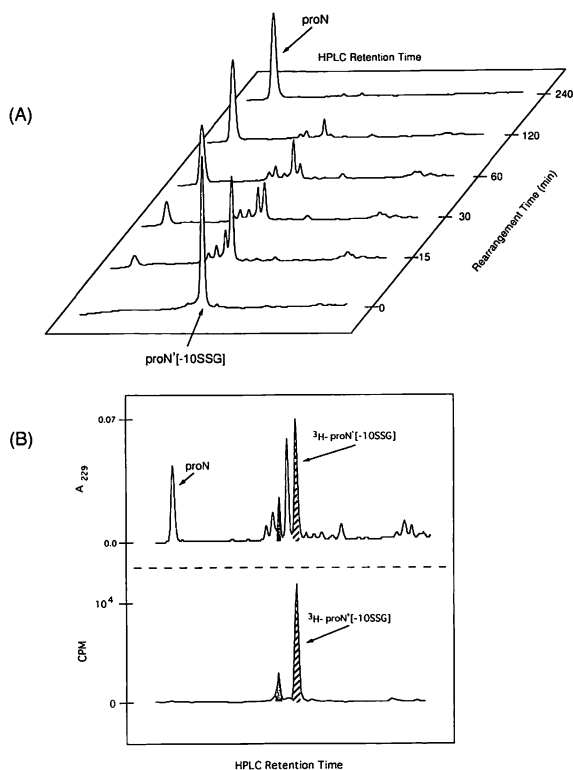 proN
HPLC Retention Time
(A)
240
120
60
30
15
0
Rearrangement Time (min)
proN*[-10SSG]
(B)
0.07
A 229
0.0
proN
³H- proN*[-10SSG]
10⁴
CPM
0
³H- proN*[-10SSG]
HPLC Retention Time